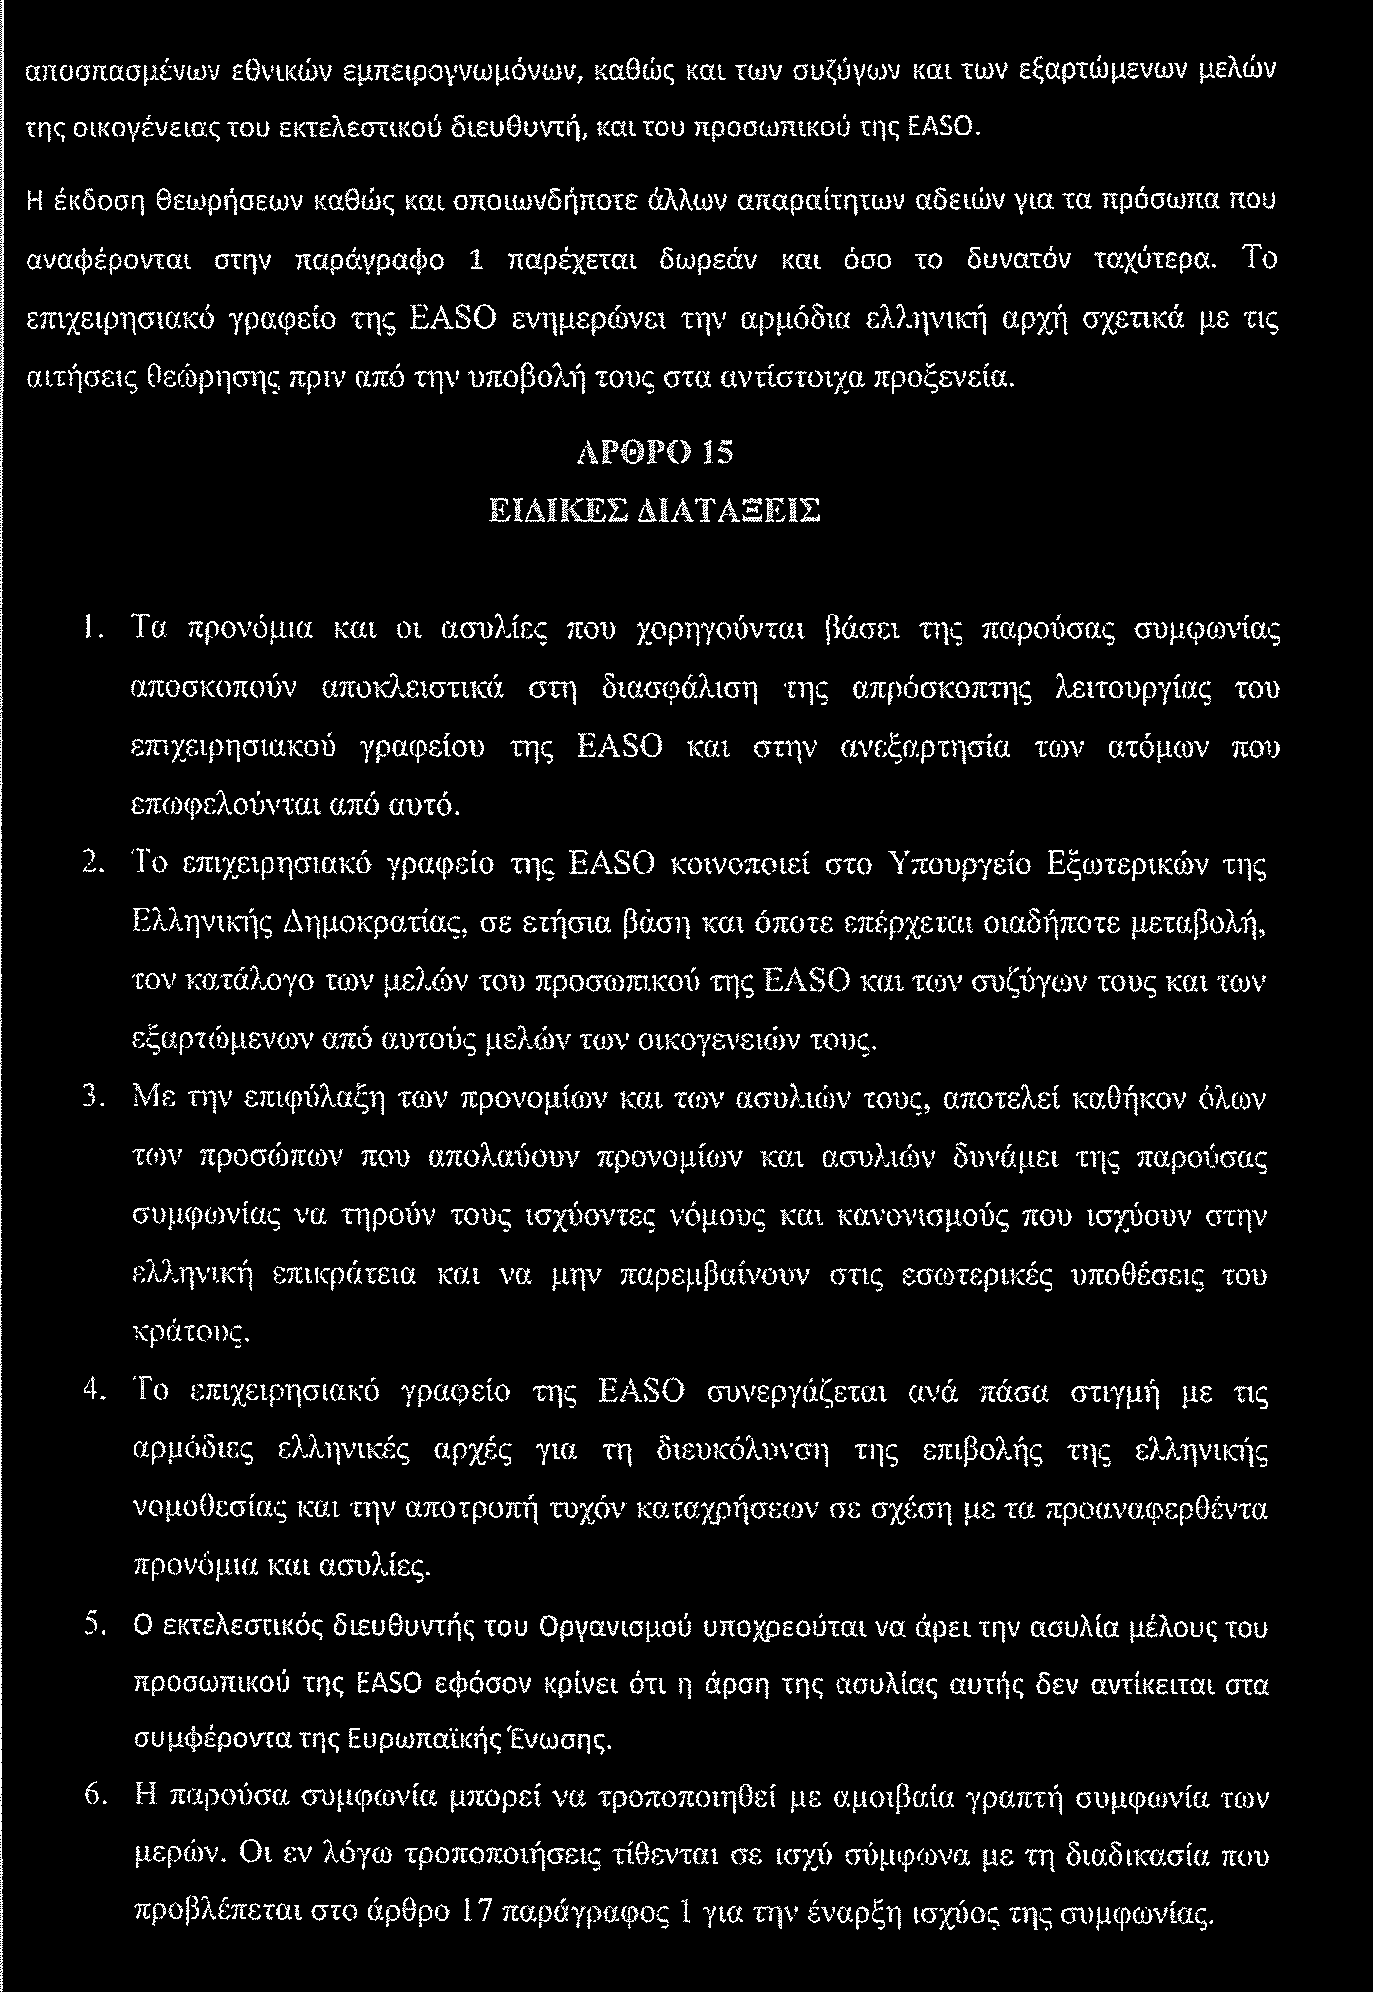 αποσπασμένων εθνικών εμπειρογνωμόνων, καθώς και των συζύγων και των εξαρτώμενων μελών
της οικογένειας του εκτελεστικού διευθυντή, και του προσωπικού της EASO.
Η έκδοση θεωρήσεων καθώς και οποιωνδήποτε άλλων απαραίτητων αδειών για τα πρόσωπα που
αναφέρονται στην παράγραφο 1 παρέχεται δωρεάν και όσο το δυνατόν ταχύτερα. Το
επιχειρησιακό γραφείο της EASO ενημερώνει την αρμόδια ελληνική αρχή σχετικά με τις
αιτήσεις θεώρησης πριν από την υποβολή τους στα αντίστοιχα προξενεία.
ΑΡΘΡΟ 15
ΕΙΔΙΚΕΣ ΔΙΑΤΑΞΕΙΣ
1. Τα προνόμια και οι ασυλίες που χορηγούνται βάσει της παρούσας συμφωνίας
αποσκοπούν αποκλειστικά στη διασφάλιση της απρόσκοπτης λειτουργίας του
επιχειρησιακού γραφείου της EASO και στην ανεξαρτησία των ατόμων που
επωφελούνται από αυτό.
2. Το επιχειρησιακό γραφείο της EASO κοινοποιεί στο Υπουργείο Εξωτερικών της
Ελληνικής Δημοκρατίας, σε ετήσια βάση και όποτε επέρχεται οιαδήποτε μεταβολή,
τον κατάλογο των μελών του προσωπικού της EASO και των συζύγων τους και των
εξαρτώμενων από αυτούς μελών των οικογενειών τους.
3. Με την επιφύλαξη των προνομίων και των ασυλιών τους, αποτελεί καθήκον όλων
των προσώπων που απολαύουν προνομίων και ασυλιών δυνάμει της παρούσας
συμφωνίας να τηρούν τους ισχύοντες νόμους και κανονισμούς που ισχύουν στην
ελληνική επικράτεια και να μην παρεμβαίνουν στις εσωτερικές υποθέσεις του
κράτους.
4. Το επιχειρησιακό γραφείο της EASO συνεργάζεται ανά πάσα στιγμή με τις
αρμόδιες ελληνικές αρχές για τη διευκόλυνση της επιβολής της ελληνικής
νομοθεσίας και την αποτροπή τυχόν καταχρήσεων σε σχέση με τα προαναφερθέντα
προνόμια και ασυλίες.
5. Ο εκτελεστικός διευθυντής του Οργανισμού υποχρεούται να άρει την ασυλία μέλους του
προσωπικού της EASO εφόσον κρίνει ότι η άρση της ασυλίας αυτής δεν αντίκειται στα
συμφέροντα της Ευρωπαϊκής Ένωσης.
6. Η παρούσα συμφωνία μπορεί να τροποποιηθεί με αμοιβαία γραπτή συμφωνία των
μερών. Οι εν λόγω τροποποιήσεις τίθενται σε ισχύ σύμφωνα με τη διαδικασία που
προβλέπεται στο άρθρο 17 παράγραφος 1 για την έναρξη ισχύος της συμφωνίας.